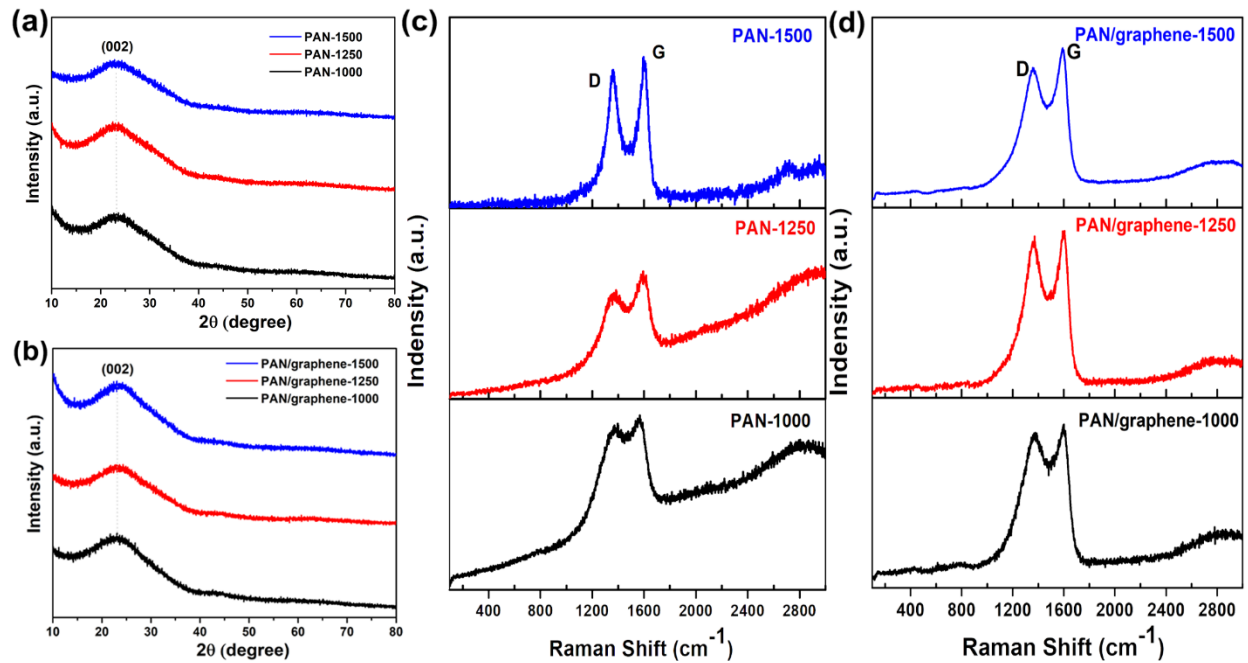 (a)
(002)
PAN-1500
PAN-1250
PAN-1000
Intensity (a.u.)
10 20 30 40 50 60 70 80
2θ (degree)
(b)
(002)
PAN/graphene-1500
PAN/graphene-1250
PAN/graphene-1000
Intensity (a.u.)
10 20 30 40 50 60 70 80
2θ (degree)
(c)
PAN-1500
D
G
PAN-1250
PAN-1000
Indensity (a.u.)
400 800 1200 1600 2000 2400 2800
Raman Shift (cm⁻¹)
(d)
PAN/graphene-1500
D
G
PAN/graphene-1250
PAN/graphene-1000
Indensity (a.u.)
400 800 1200 1600 2000 2400 2800
Raman Shift (cm⁻¹)